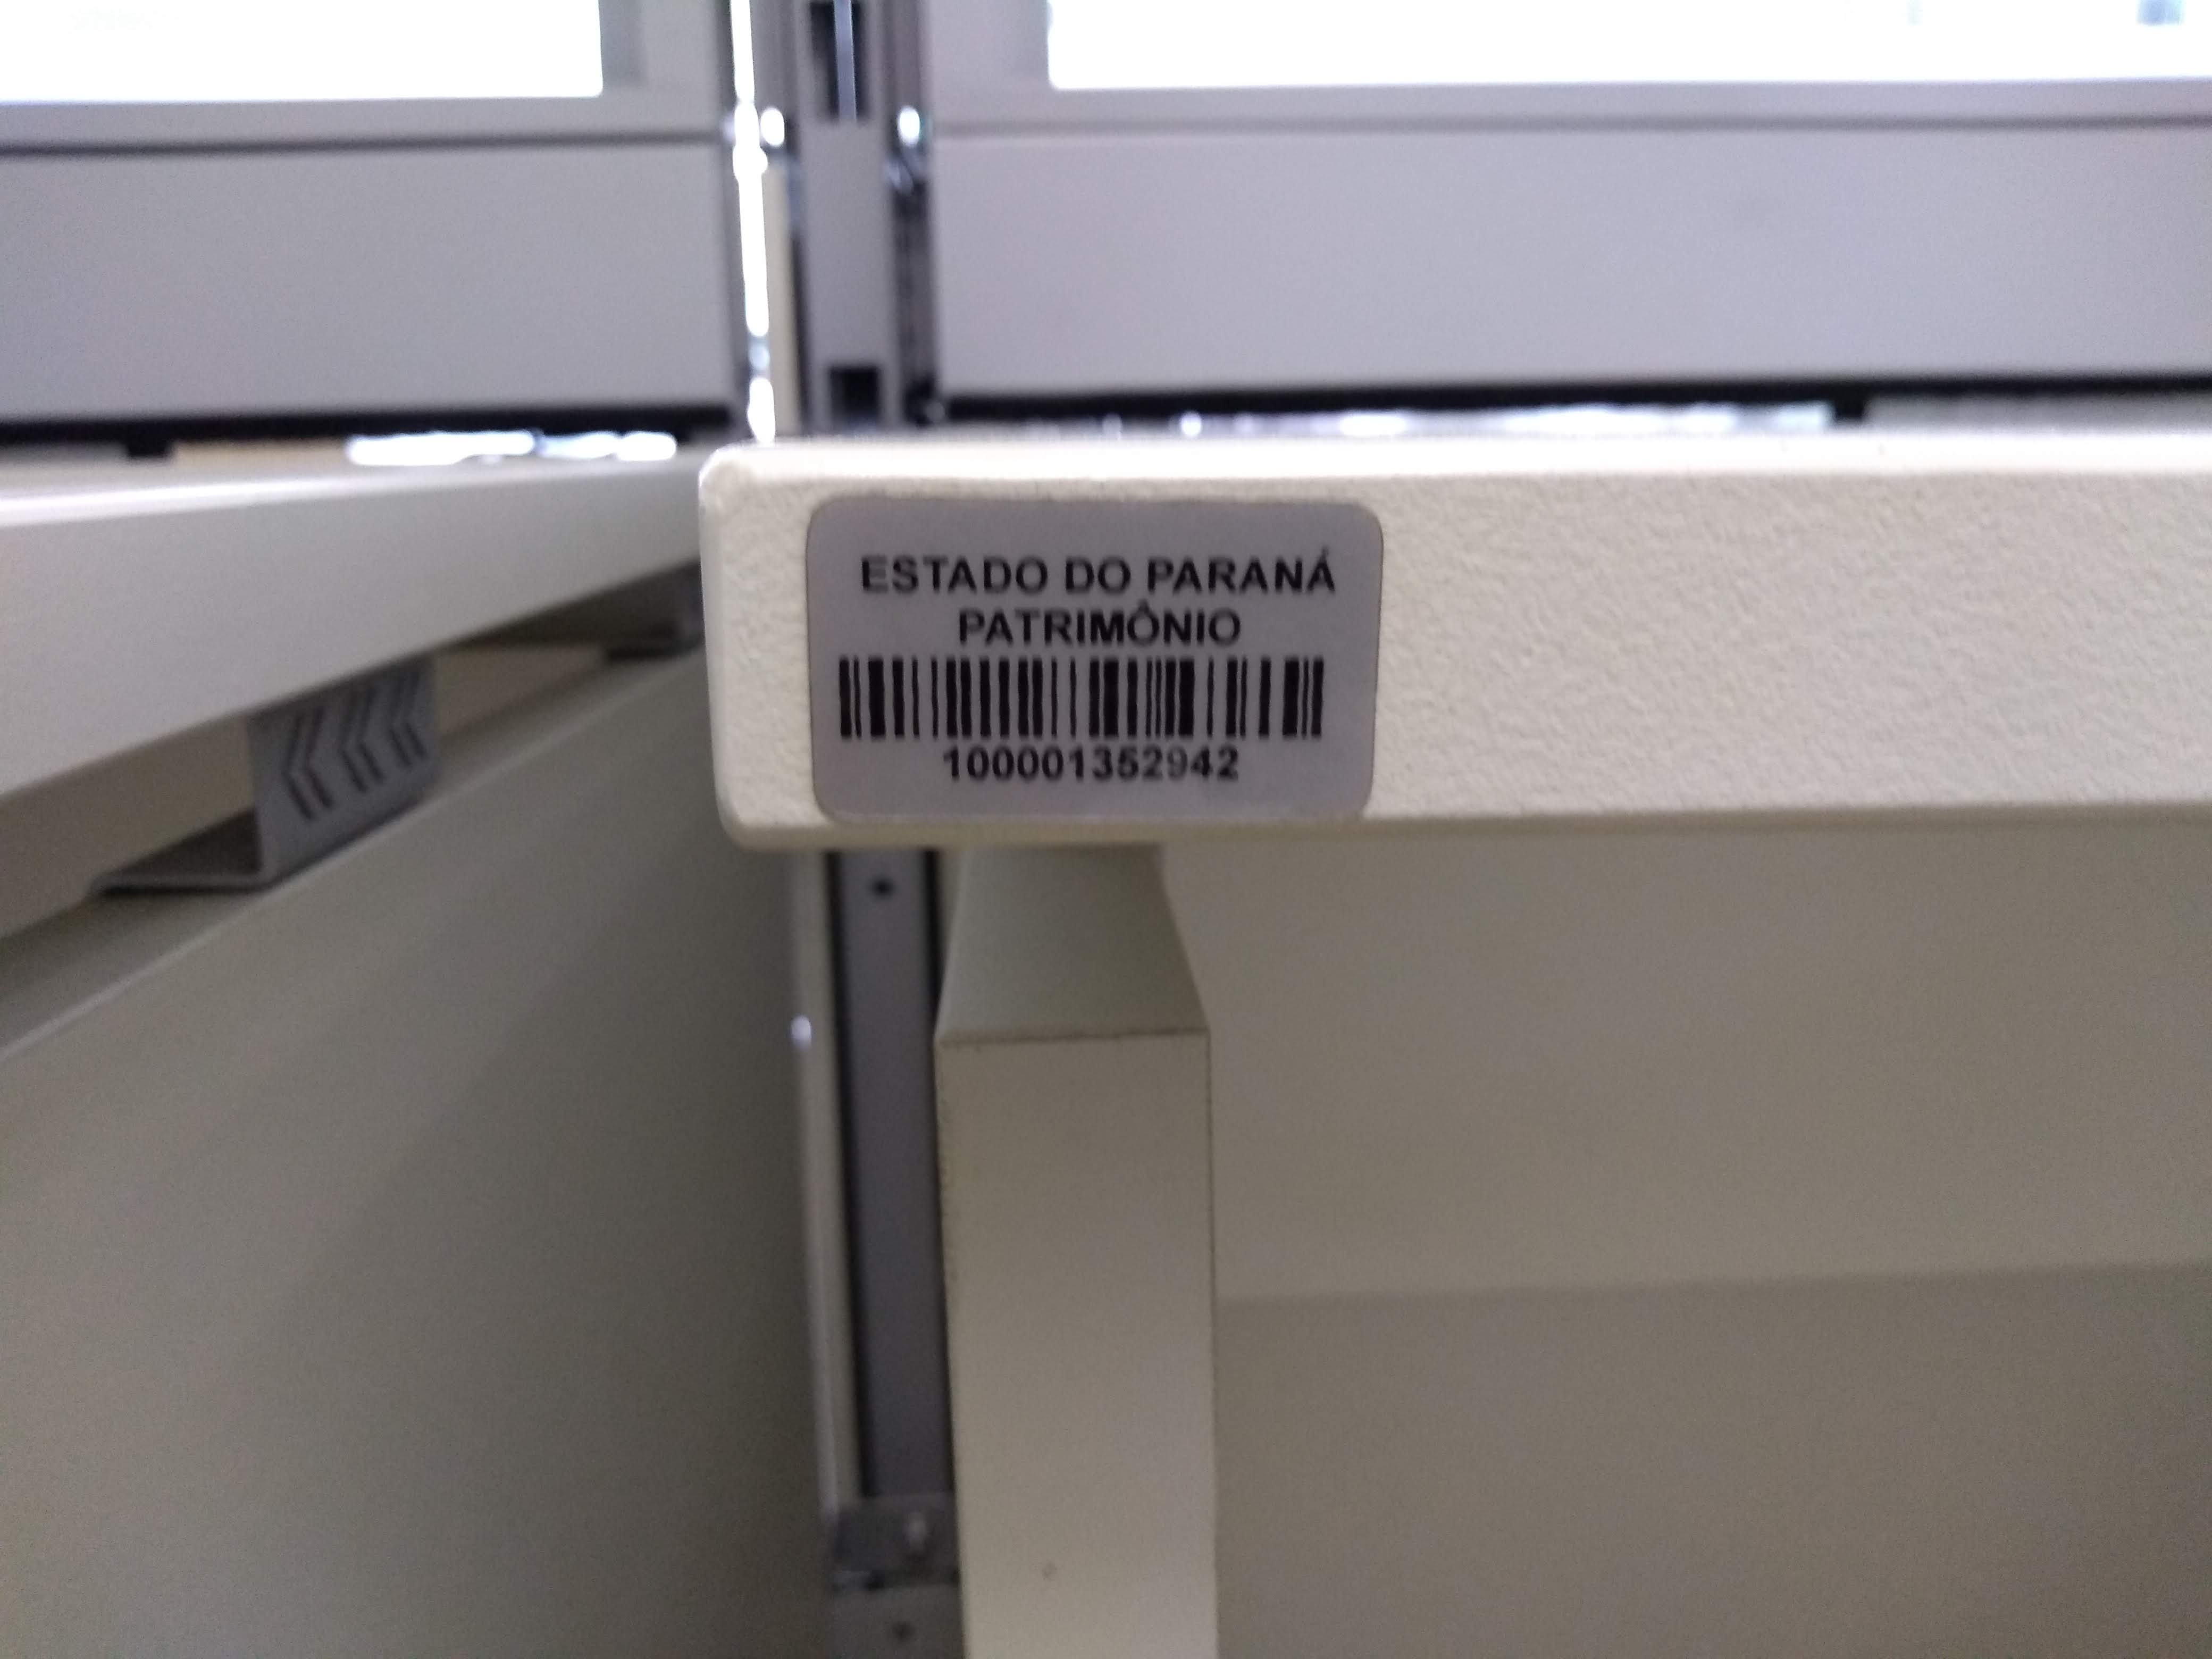 ESTADO DO PARANÁ
PATRIMÔNIO
100001352942